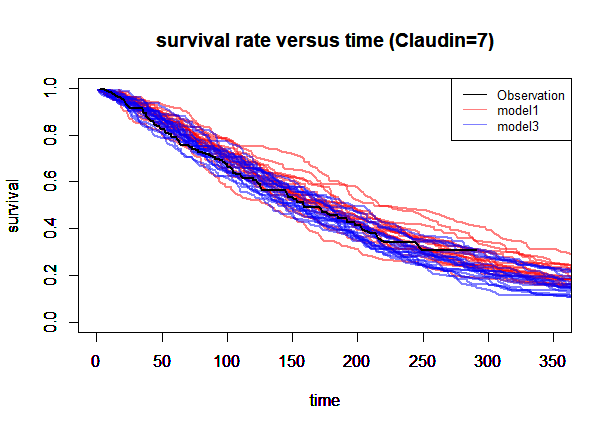 survival rate versus time (Claudin=7)
Observation
model1
model3
1.0
0.8
0.6
0.4
0.2
0.0
survival
0 50 100 150 200 250 300 350
time